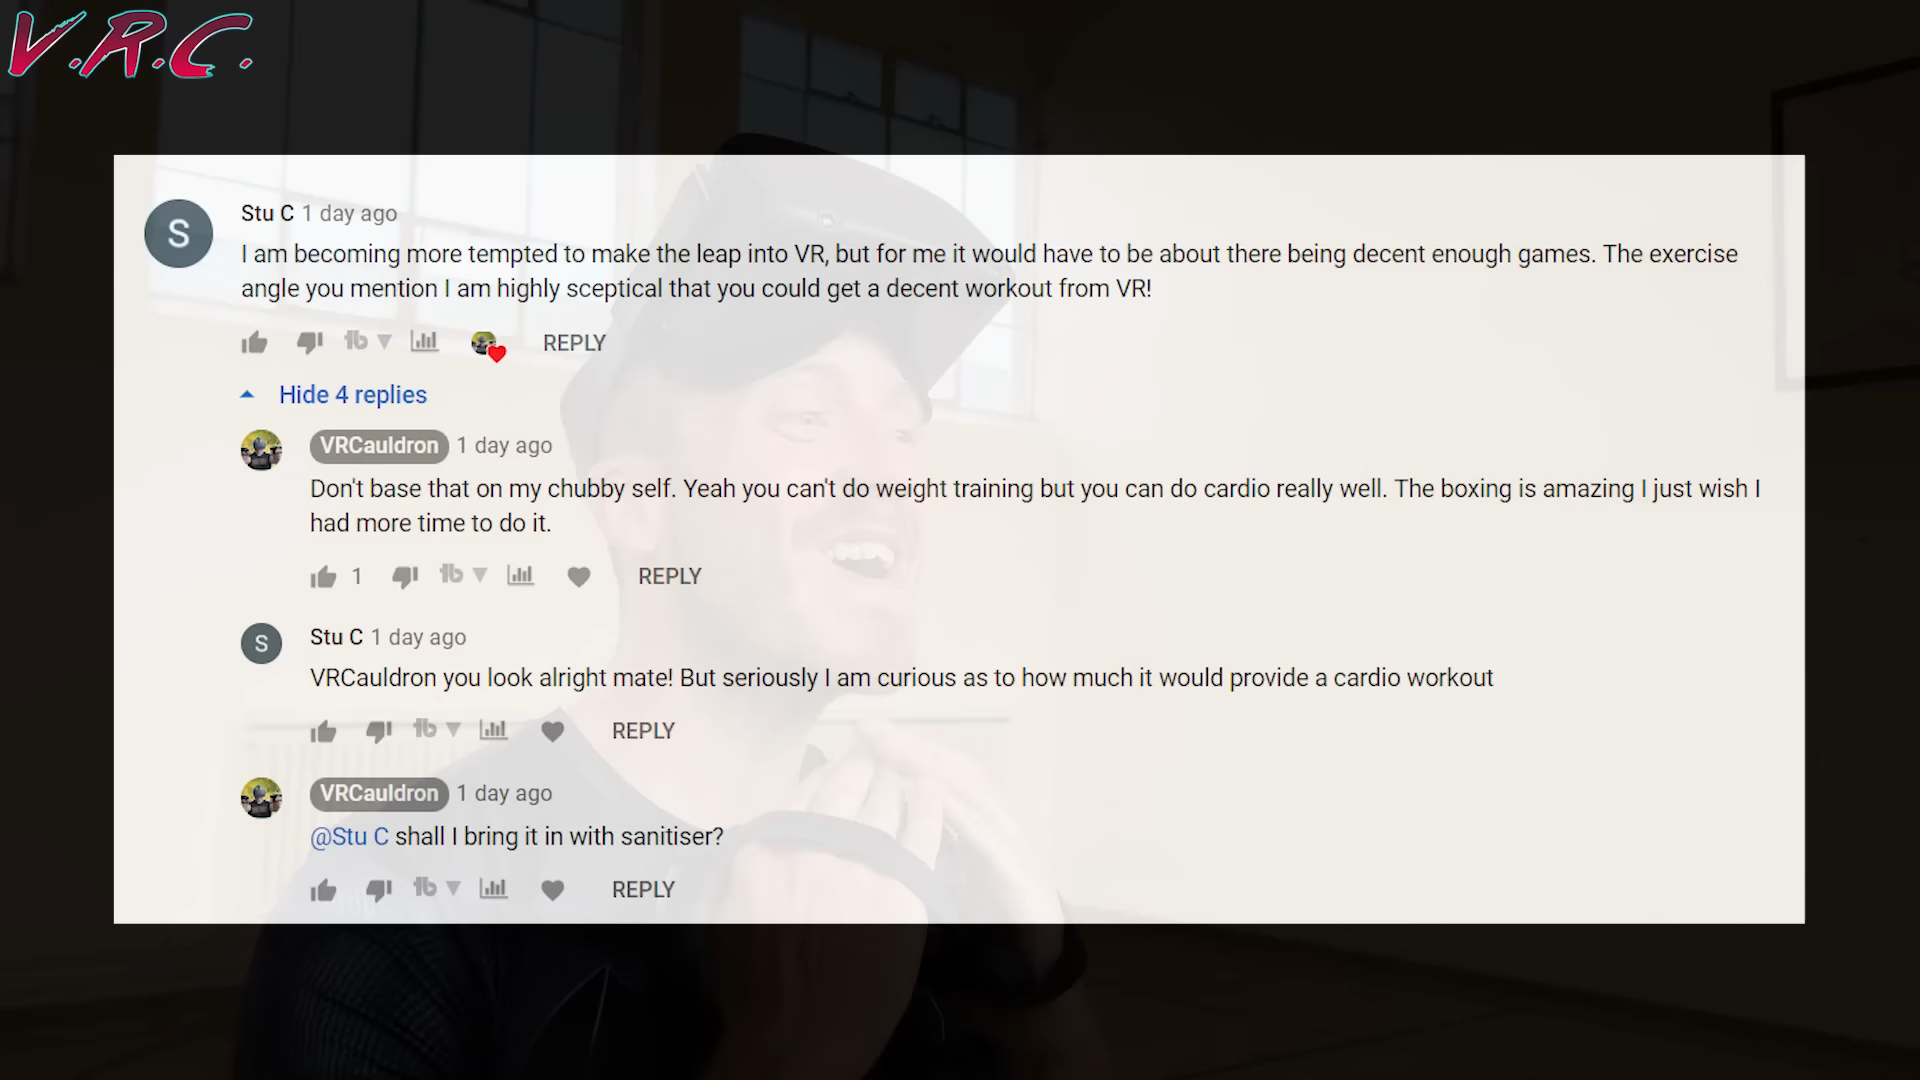 V.R.C.
S
Stu C 1 day ago
I am becoming more tempted to make the leap into VR, but for me it would have to be about there being decent enough games. The exercise
angle you mention I am highly sceptical that you could get a decent workout from VR!
REPLY
Hide 4 replies
VRCauldron 1 day ago
Don't base that on my chubby self. Yeah you can't do weight training but you can do cardio really well. The boxing is amazing I just wish I
had more time to do it.
1 REPLY
S
Stu C 1 day ago
VRCauldron you look alright mate! But seriously I am curious as to how much it would provide a cardio workout
REPLY
VRCauldron 1 day ago
@Stu C shall I bring it in with sanitiser?
REPLY